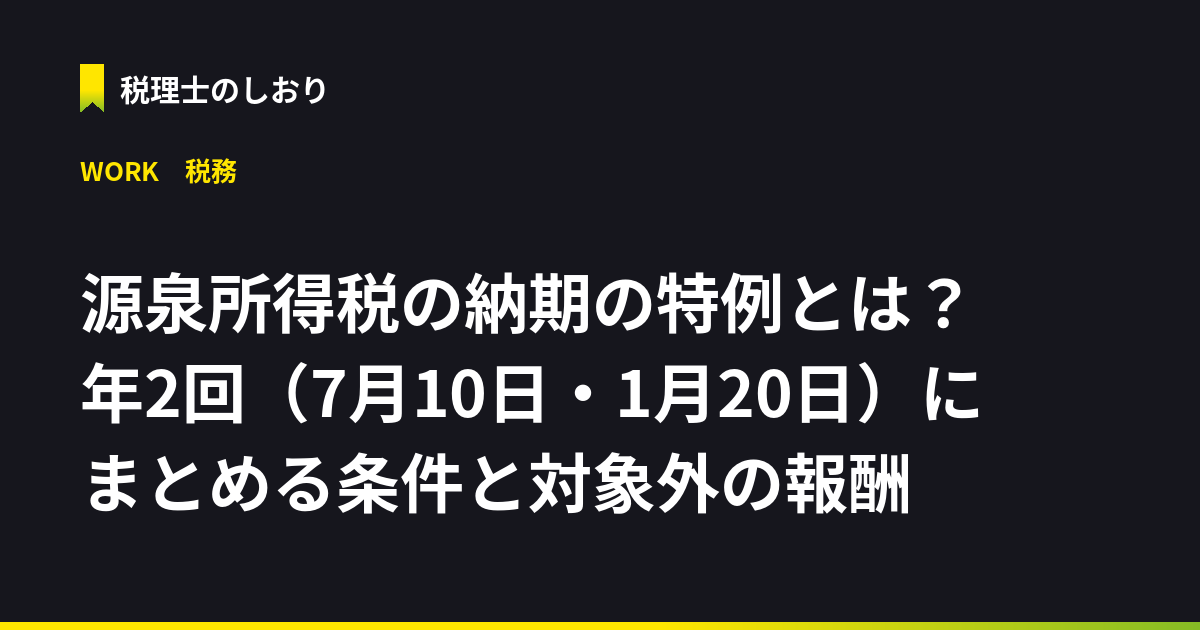 税理士のしおり
WORK 税務
源泉所得税の納期の特例とは？
年2回（7月10日・1月20日）に
まとめる条件と対象外の報酬